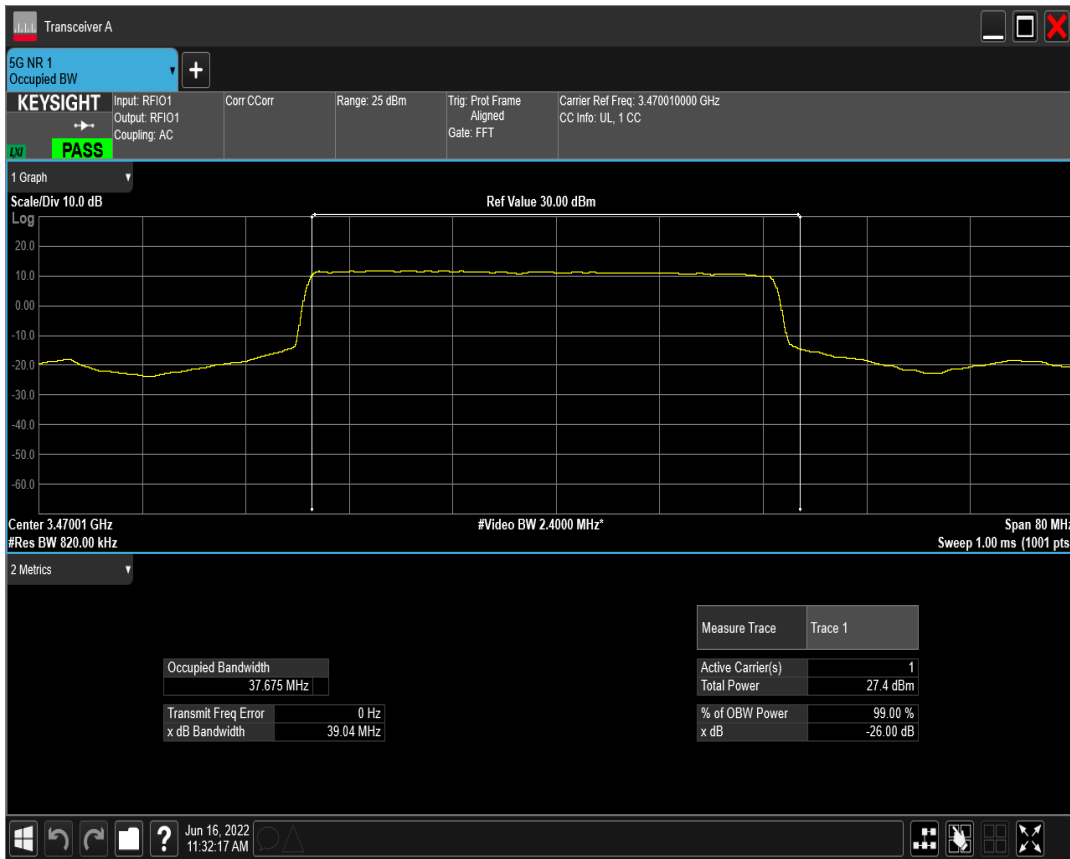 Transceiver A
5G NR 1
Occupied BW
+
KEYSIGHT
LXI
PASS
Input: RFIO1
Output: RFIO1
Coupling: AC
Corr CCorr
Range: 25 dBm
Trig: Prot Frame
Aligned
Gate: FFT
Carrier Ref Freq: 3.470010000 GHz
CC Info: UL, 1 CC
1 Graph
Scale/Div 10.0 dB
Ref Value 30.00 dBm
Log
20.0
10.0
0.00
-10.0
-20.0
-30.0
-40.0
-50.0
-60.0
Center 3.47001 GHz
#Video BW 2.4000 MHz*
Span 80 MHz
#Res BW 820.00 kHz
Sweep 1.00 ms (1001 pts
2 Metrics
Measure Trace Trace 1
Occupied Bandwidth
37.675 MHz
Active Carrier(s) 1
Total Power 27.4 dBm
Transmit Freq Error 0 Hz
x dB Bandwidth 39.04 MHz
% of OBW Power 99.00 %
x dB -26.00 dB
?
Jun 16, 2022
11:32:17 AM